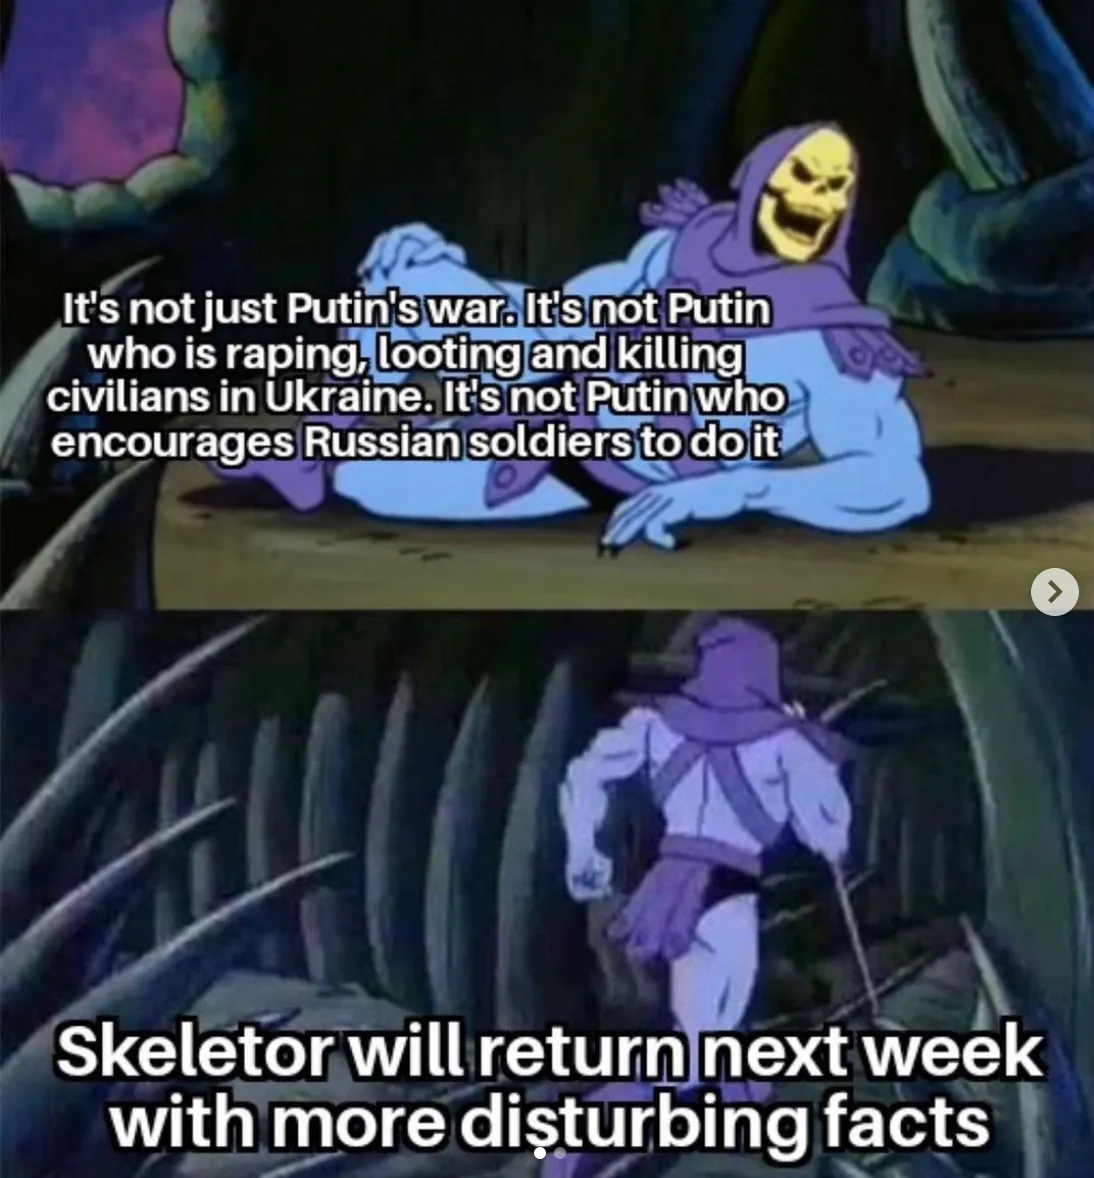 It's not just Putin's war. It's not Putin
who is raping, looting and killing
civilians in Ukraine. It's not Putin who
encourages Russian soldiers to do it
Skeletor will return next week
with more disturbing facts